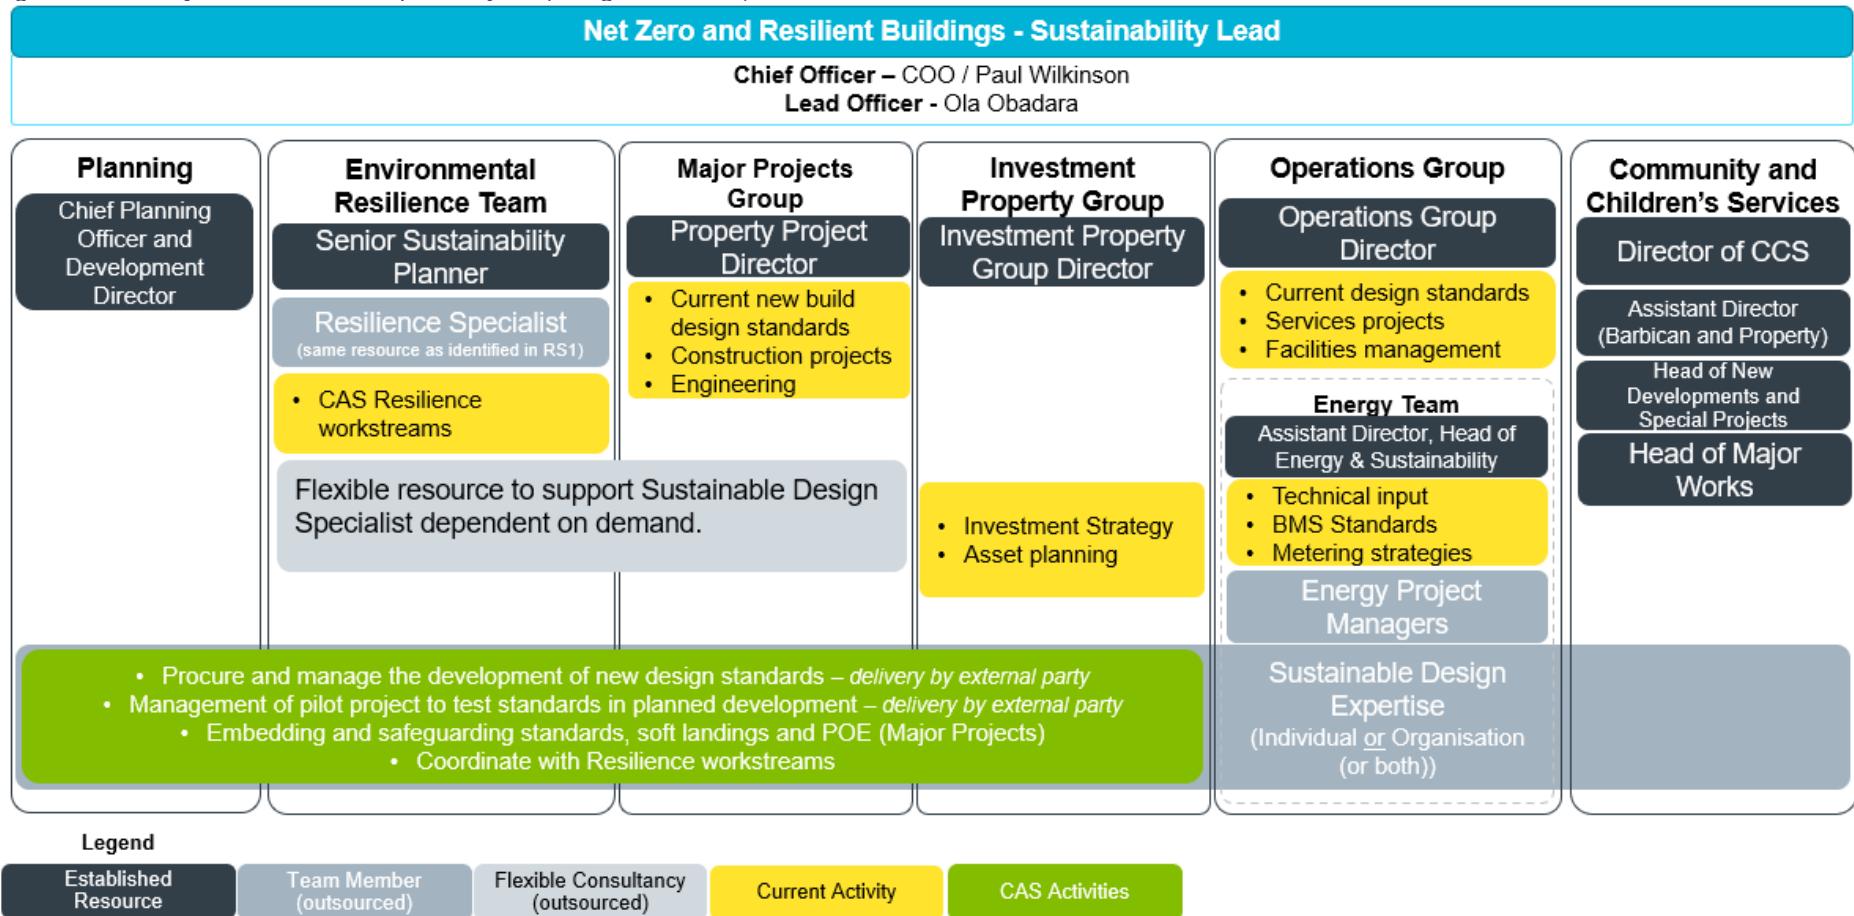 Net Zero and Resilient Buildings - Sustainability Lead
Chief Officer – COO / Paul Wilkinson
Lead Officer - Ola Obadara
Planning
Chief Planning
Officer and
Development
Director
Environmental
Resilience Team
Senior Sustainability
Planner
Resilience Specialist
(same resource as identified in RS1)
• CAS Resilience
workstreams
Major Projects
Group
Property Project
Director
• Current new build
design standards
• Construction projects
• Engineering
Flexible resource to support Sustainable Design
Specialist dependent on demand.
Investment
Property Group
Investment Property
Group Director
• Investment Strategy
• Asset planning
Operations Group
Operations Group
Director
• Current design standards
• Services projects
• Facilities management
Energy Team
Assistant Director, Head of
Energy & Sustainability
• Technical input
• BMS Standards
• Metering strategies
Energy Project
Managers
Sustainable Design
Expertise
(Individual or Organisation
(or both))
Community and
Children's Services
Director of CCS
Assistant Director
(Barbican and Property)
Head of New
Developments and
Special Projects
Head of Major
Works
• Procure and manage the development of new design standards – delivery by external party
• Management of pilot project to test standards in planned development – delivery by external party
• Embedding and safeguarding standards, soft landings and POE (Major Projects)
• Coordinate with Resilience workstreams
Legend
Established
Resource
Team Member
(outsourced)
Flexible Consultancy
(outsourced)
Current Activity
CAS Activities